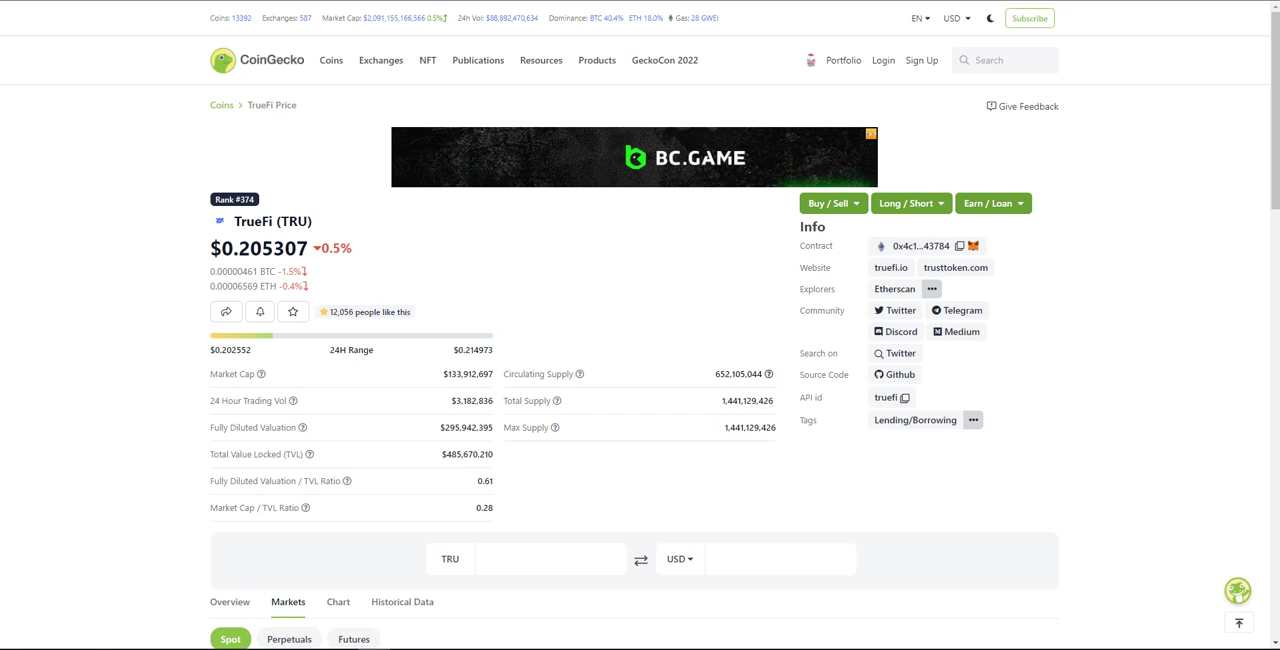 Coins: 13392 Exchanges: 587 Market Cap: $2,091,155,166,566 0.5% 24h Vol: $88,892,470,634 Dominance: BTC 40.4% ETH 18.0% Gas: 28 GWEI EN USD Subscribe
CoinGecko Coins Exchanges NFT Publications Resources Products GeckoCon 2022 Portfolio Login Sign Up Search
Coins > TrueFi Price Give Feedback
BC.GAME
Rank #374
TrueFi (TRU)
$0.205307 0.5%
0.00000461 BTC -1.5%
0.00006569 ETH -0.4%
12,056 people like this
$0.202552 24H Range $0.214973
Market Cap $133,912,697
24 Hour Trading Vol $3,182,836
Fully Diluted Valuation $295,942,395
Total Value Locked (TVL) $485,670,210
Fully Diluted Valuation / TVL Ratio 0.61
Market Cap / TVL Ratio 0.28
Circulating Supply 652,105,044
Total Supply 1,441,129,426
Max Supply 1,441,129,426
Buy / Sell Long / Short Earn / Loan
Info
Contract 0x4c1...43784
Website truefi.io trusttoken.com
Explorers Etherscan •••
Community Twitter Telegram
Discord Medium
Search on Twitter
Source Code Github
API id truefi
Tags Lending/Borrowing •••
TRU USD
Overview Markets Chart Historical Data
Spot Perpetuals Futures